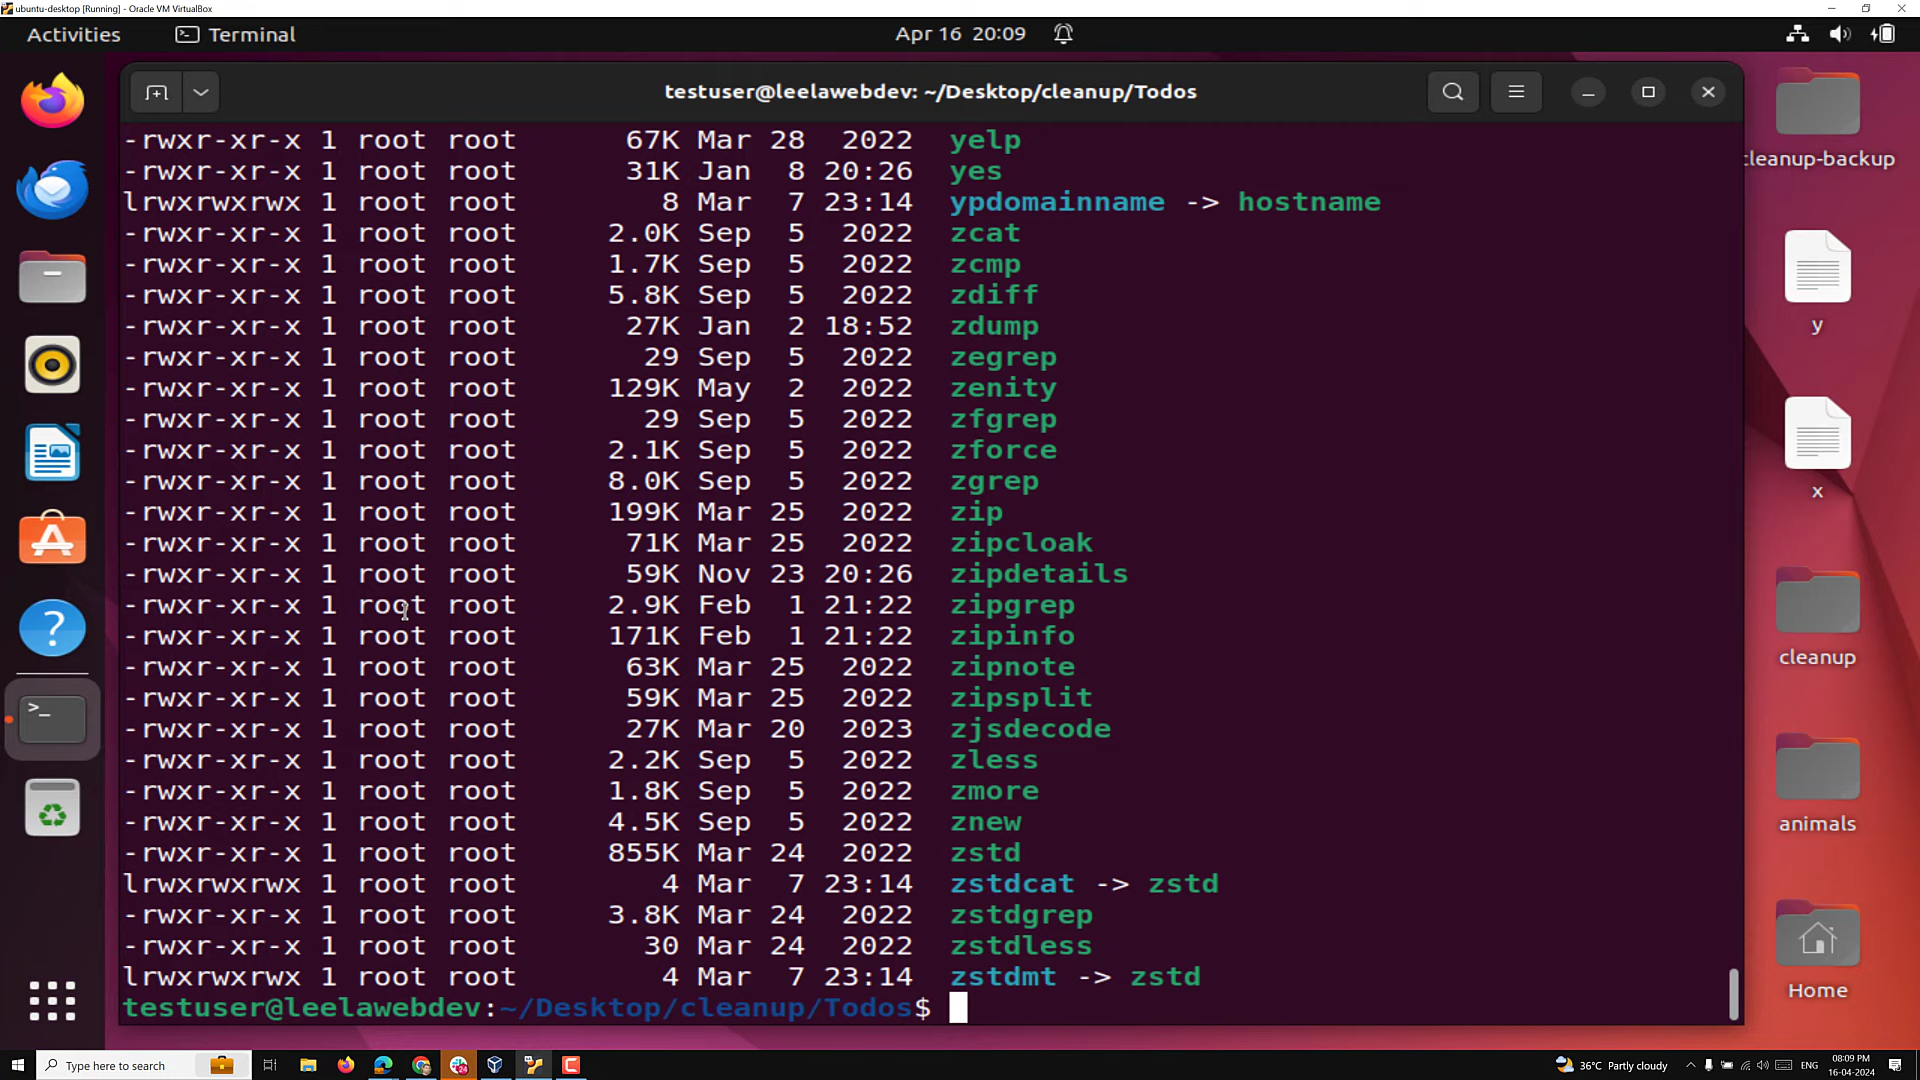 ubuntu-desktop [Running] - Oracle VM VirtualBox
Activities Terminal Apr 16 20:09
testuser@leelawebdev: ~/Desktop/cleanup/Todos
-rwxr-xr-x 1 root root 67K Mar 28 2022 yelp
-rwxr-xr-x 1 root root 31K Jan 8 20:26 yes
lrwxrwxrwx 1 root root 8 Mar 7 23:14 ypdomainname -> hostname
-rwxr-xr-x 1 root root 2.0K Sep 5 2022 zcat
-rwxr-xr-x 1 root root 1.7K Sep 5 2022 zcmp
-rwxr-xr-x 1 root root 5.8K Sep 5 2022 zdiff
-rwxr-xr-x 1 root root 27K Jan 2 18:52 zdump
-rwxr-xr-x 1 root root 29 Sep 5 2022 zegrep
-rwxr-xr-x 1 root root 129K May 2 2022 zenity
-rwxr-xr-x 1 root root 29 Sep 5 2022 zfgrep
-rwxr-xr-x 1 root root 2.1K Sep 5 2022 zforce
-rwxr-xr-x 1 root root 8.0K Sep 5 2022 zgrep
-rwxr-xr-x 1 root root 199K Mar 25 2022 zip
-rwxr-xr-x 1 root root 71K Mar 25 2022 zipcloak
-rwxr-xr-x 1 root root 59K Nov 23 20:26 zipdetails
-rwxr-xr-x 1 root root 2.9K Feb 1 21:22 zipgrep
-rwxr-xr-x 1 root root 171K Feb 1 21:22 zipinfo
-rwxr-xr-x 1 root root 63K Mar 25 2022 zipnote
-rwxr-xr-x 1 root root 59K Mar 25 2022 zipsplit
-rwxr-xr-x 1 root root 27K Mar 20 2023 zjsdecode
-rwxr-xr-x 1 root root 2.2K Sep 5 2022 zless
-rwxr-xr-x 1 root root 1.8K Sep 5 2022 zmore
-rwxr-xr-x 1 root root 4.5K Sep 5 2022 znew
-rwxr-xr-x 1 root root 855K Mar 24 2022 zstd
lrwxrwxrwx 1 root root 4 Mar 7 23:14 zstdcat -> zstd
-rwxr-xr-x 1 root root 3.8K Mar 24 2022 zstdgrep
-rwxr-xr-x 1 root root 30 Mar 24 2022 zstdless
lrwxrwxrwx 1 root root 4 Mar 7 23:14 zstdmt -> zstd
testuser@leelawebdev:~/Desktop/cleanup/Todos$
cleanup-backup
y
x
cleanup
animals
Home
Type here to search
36°C Partly cloudy
ENG
08:09 PM
16-04-2024